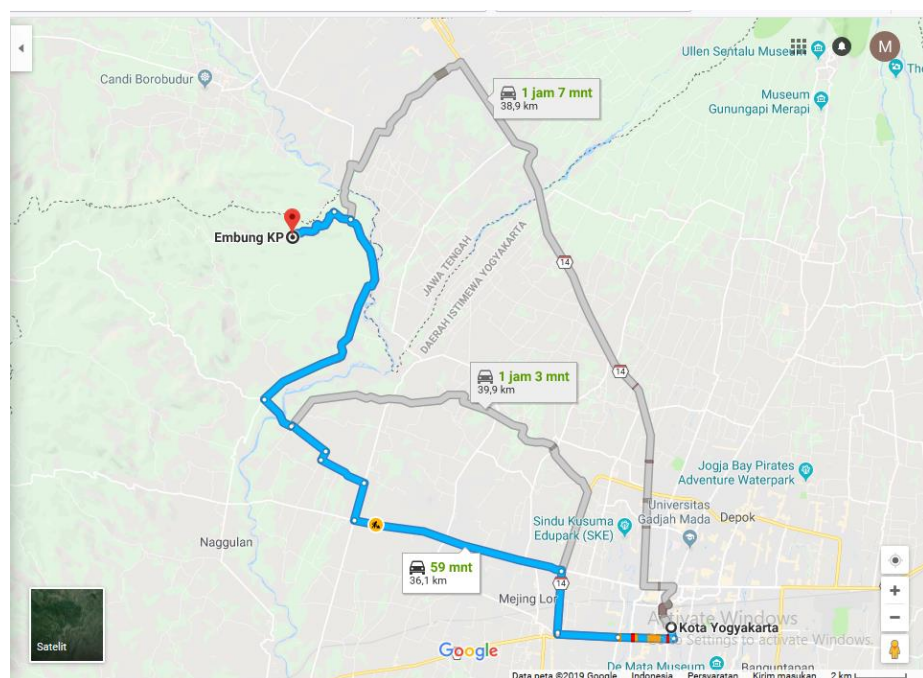 Ullen Sentalu Museum
M
Candi Borobudur
1 jam 7 mnt
38,9 km
Museum
Gunungapi Merapi
Embung KP
JAWA TENGAH
DAERAH ISTIMEWA YOGYAKARTA
14
14
1 jam 3 mnt
39,9 km
Jogja Bay Pirates
Adventure Waterpark
Universitas
Gadjah Mada
Depok
Sindu Kusuma
Edupark (SKE)
Naggulan
59 mnt
36,1 km
14
Mejing Lor
Activate Windows
Kota Yogyakarta
to Settings to activate Windows.
Satelit
Google
De Mata Museum
Banguntapan
Data peta ©2019 Google Indonesia Persyaratan Kirim masukan 2 km